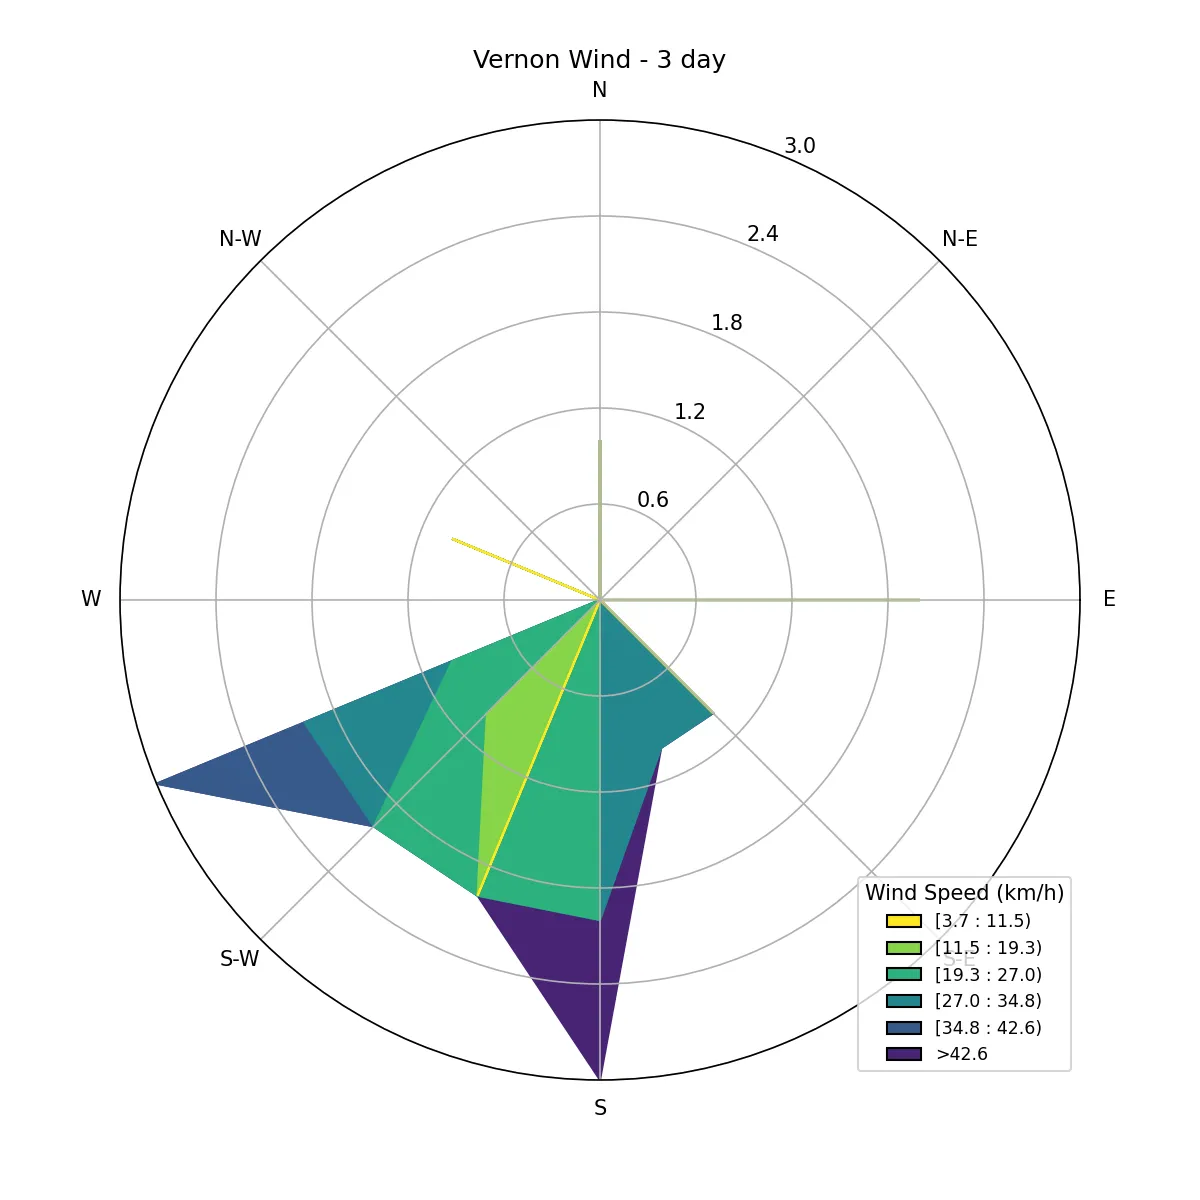 Vernon Wind - 3 day
N
3.0
N-W
2.4
N-E
1.8
1.2
0.6
W
E
Wind Speed (km/h)
[3.7 : 11.5)
[11.5 : 19.3)
S-W
S-E
[19.3 : 27.0)
[27.0 : 34.8)
[34.8 : 42.6)
>42.6
S